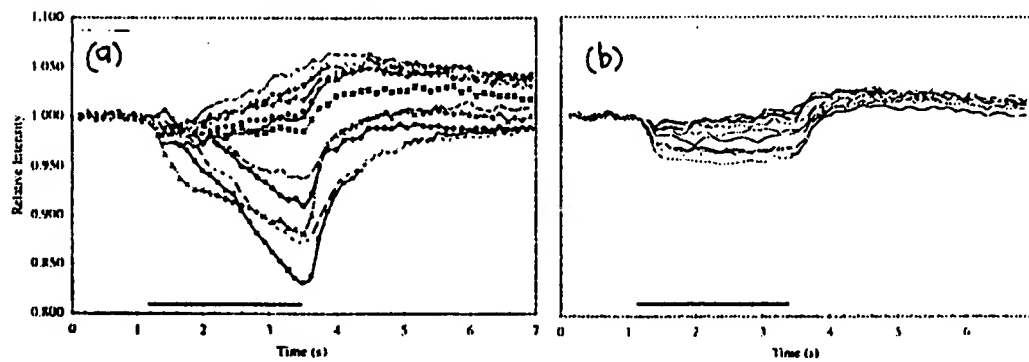 (a)
(b)
Relative Intensity
1.100
1.050
1.000
0.950
0.900
0.850
0.800
0 1 2 3 4 5 6 7
Time (s)
0 1 2 3 4 5 6
Time (s)